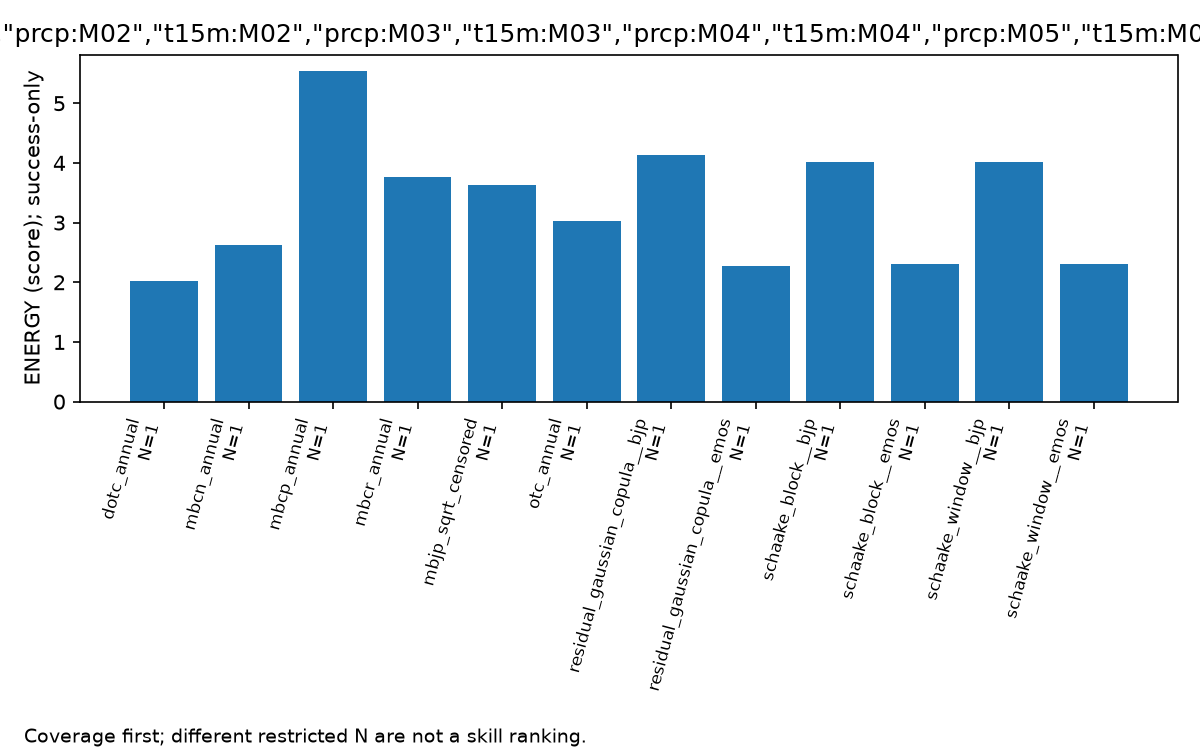 "prcp:M02","t15m:M02","prcp:M03","t15m:M03","prcp:M04","t15m:M04","prcp:M05","t15m:M0
ENERGY (score); success-only
5
4
3
2
1
0
dotc_annual
N=1
mbcn_annual
N=1
mbcp_annual
N=1
mbcr_annual
N=1
mbjp_sqrt_censored
N=1
otc_annual
N=1
residual_gaussian_copula__bjp
N=1
residual_gaussian_copula__emos
N=1
schaake_block__bjp
N=1
schaake_block__emos
N=1
schaake_window__bjp
N=1
schaake_window__emos
N=1
Coverage first; different restricted N are not a skill ranking.